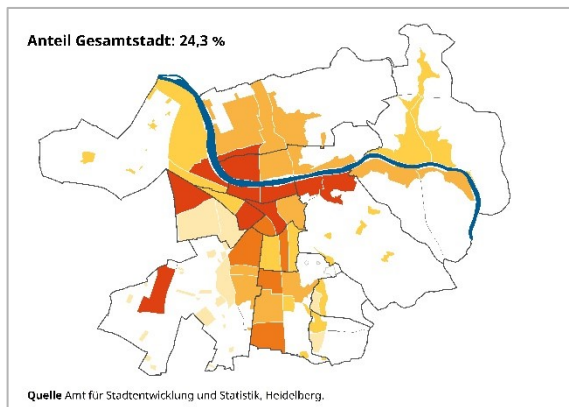 Anteil Gesamtstadt: 24,3 %
Quelle Amt für Stadtentwicklung und Statistik, Heidelberg.